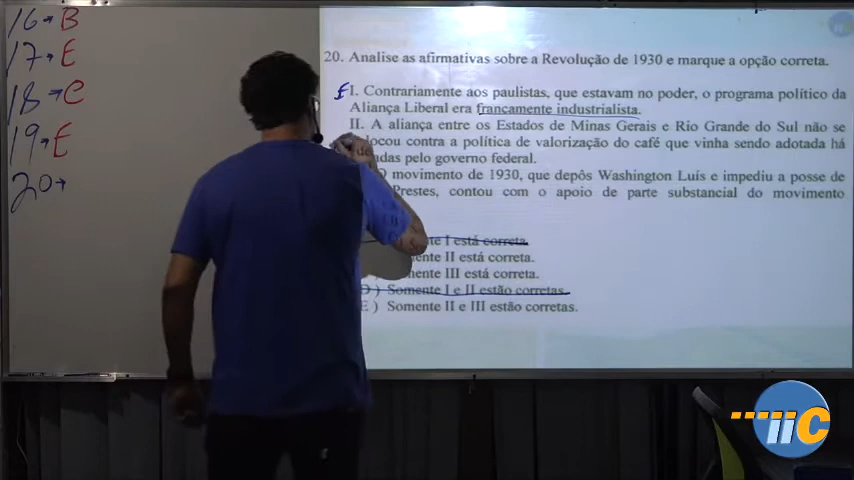 16→ B
17→ E
18→ C
19→ E
20→
20. Analise as afirmativas sobre a Revolução de 1930 e marque a opção correta.
F I. Contrariamente aos paulistas, que estavam no poder, o programa político da
Aliança Liberal era francamente industrialista.
II. A aliança entre os Estados de Minas Gerais e Rio Grande do Sul não se
locou contra a política de valorização do café que vinha sendo adotada há
adas pelo governo federal.
O movimento de 1930, que depôs Washington Luís e impediu a posse de
Prestes, contou com o apoio de parte substancial do movimento
te I está correta.
ente II está correta.
mente III está correta.
D ) Somente I e II estão corretas.
E ) Somente II e III estão corretas.
iiC